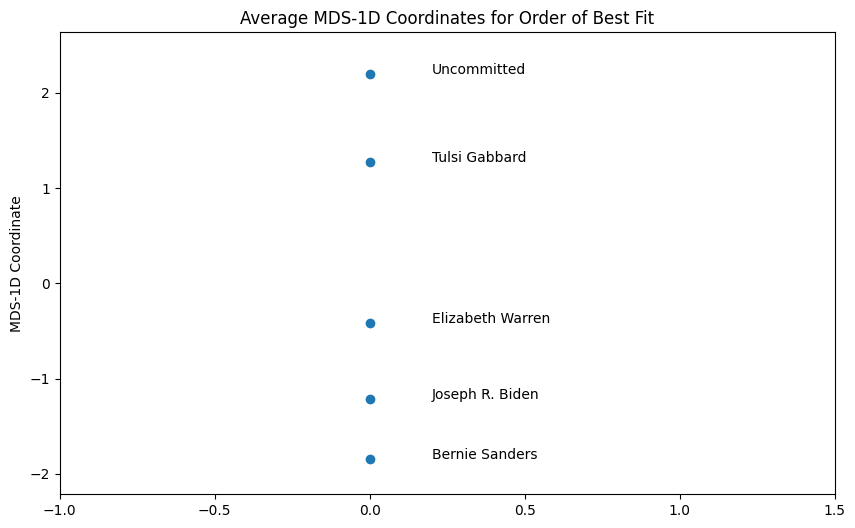 Average MDS-1D Coordinates for Order of Best Fit
MDS-1D Coordinate
2
1
0
−1
−2
Uncommitted
Tulsi Gabbard
Elizabeth Warren
Joseph R. Biden
Bernie Sanders
−1.0
−0.5
0.0
0.5
1.0
1.5